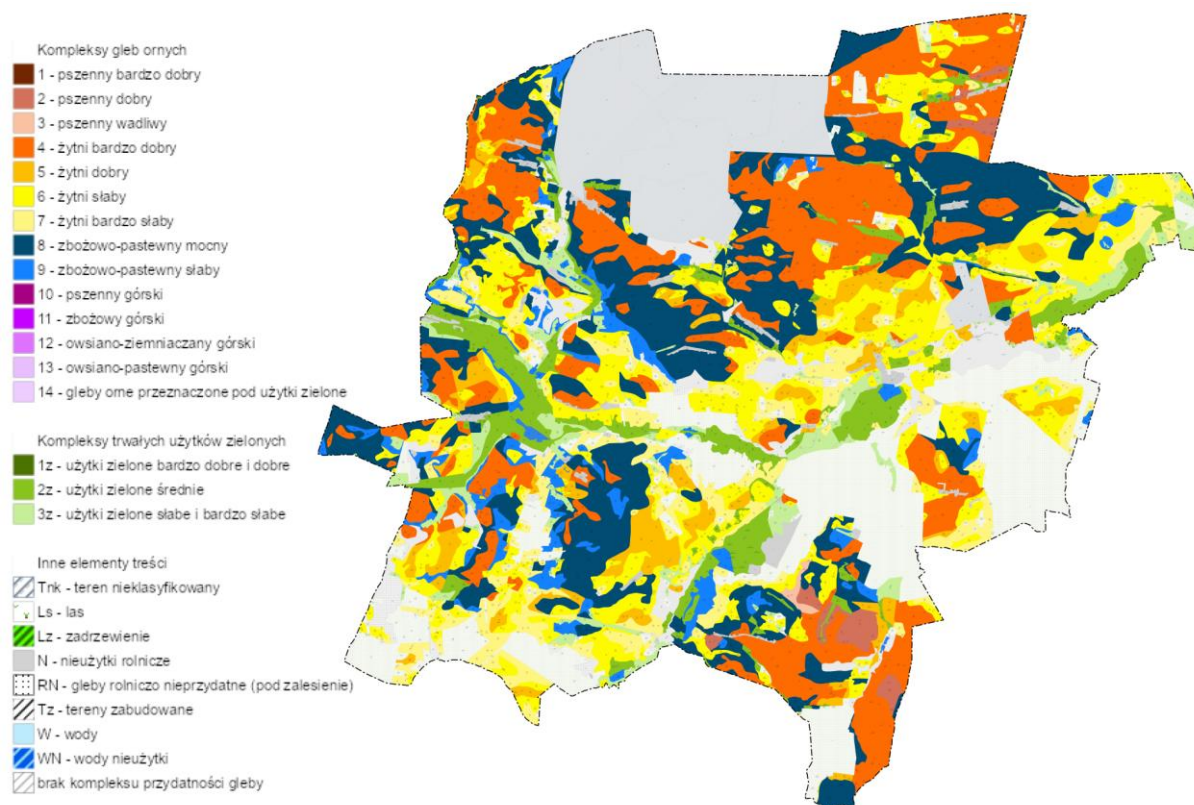 Kompleksy gleb ornych
1 - pszenny bardzo dobry
2 - pszenny dobry
3 - pszenny wadliwy
4 - żytni bardzo dobry
5 - żytni dobry
6 - żytni słaby
7 - żytni bardzo słaby
8 - zbożowo-pastewny mocny
9 - zbożowo-pastewny słaby
10 - pszenny górski
11 - zbożowy górski
12 - owsiano-ziemniaczany górski
13 - owsiano-pastewny górski
14 - gleby orne przeznaczone pod użytki zielone
Kompleksy trwałych użytków zielonych
1z - użytki zielone bardzo dobre i dobre
2z - użytki zielone średnie
3z - użytki zielone słabe i bardzo słabe
Inne elementy treści
Tnk - teren nieklasyfikowany
Ls - las
Lz - zadrzewienie
N - nieużytki rolnicze
RN - gleby rolniczo nieprzydatne (pod zalesienie)
Tz - tereny zabudowane
W - wody
WN - wody nieużytki
brak kompleksu przydatności gleby